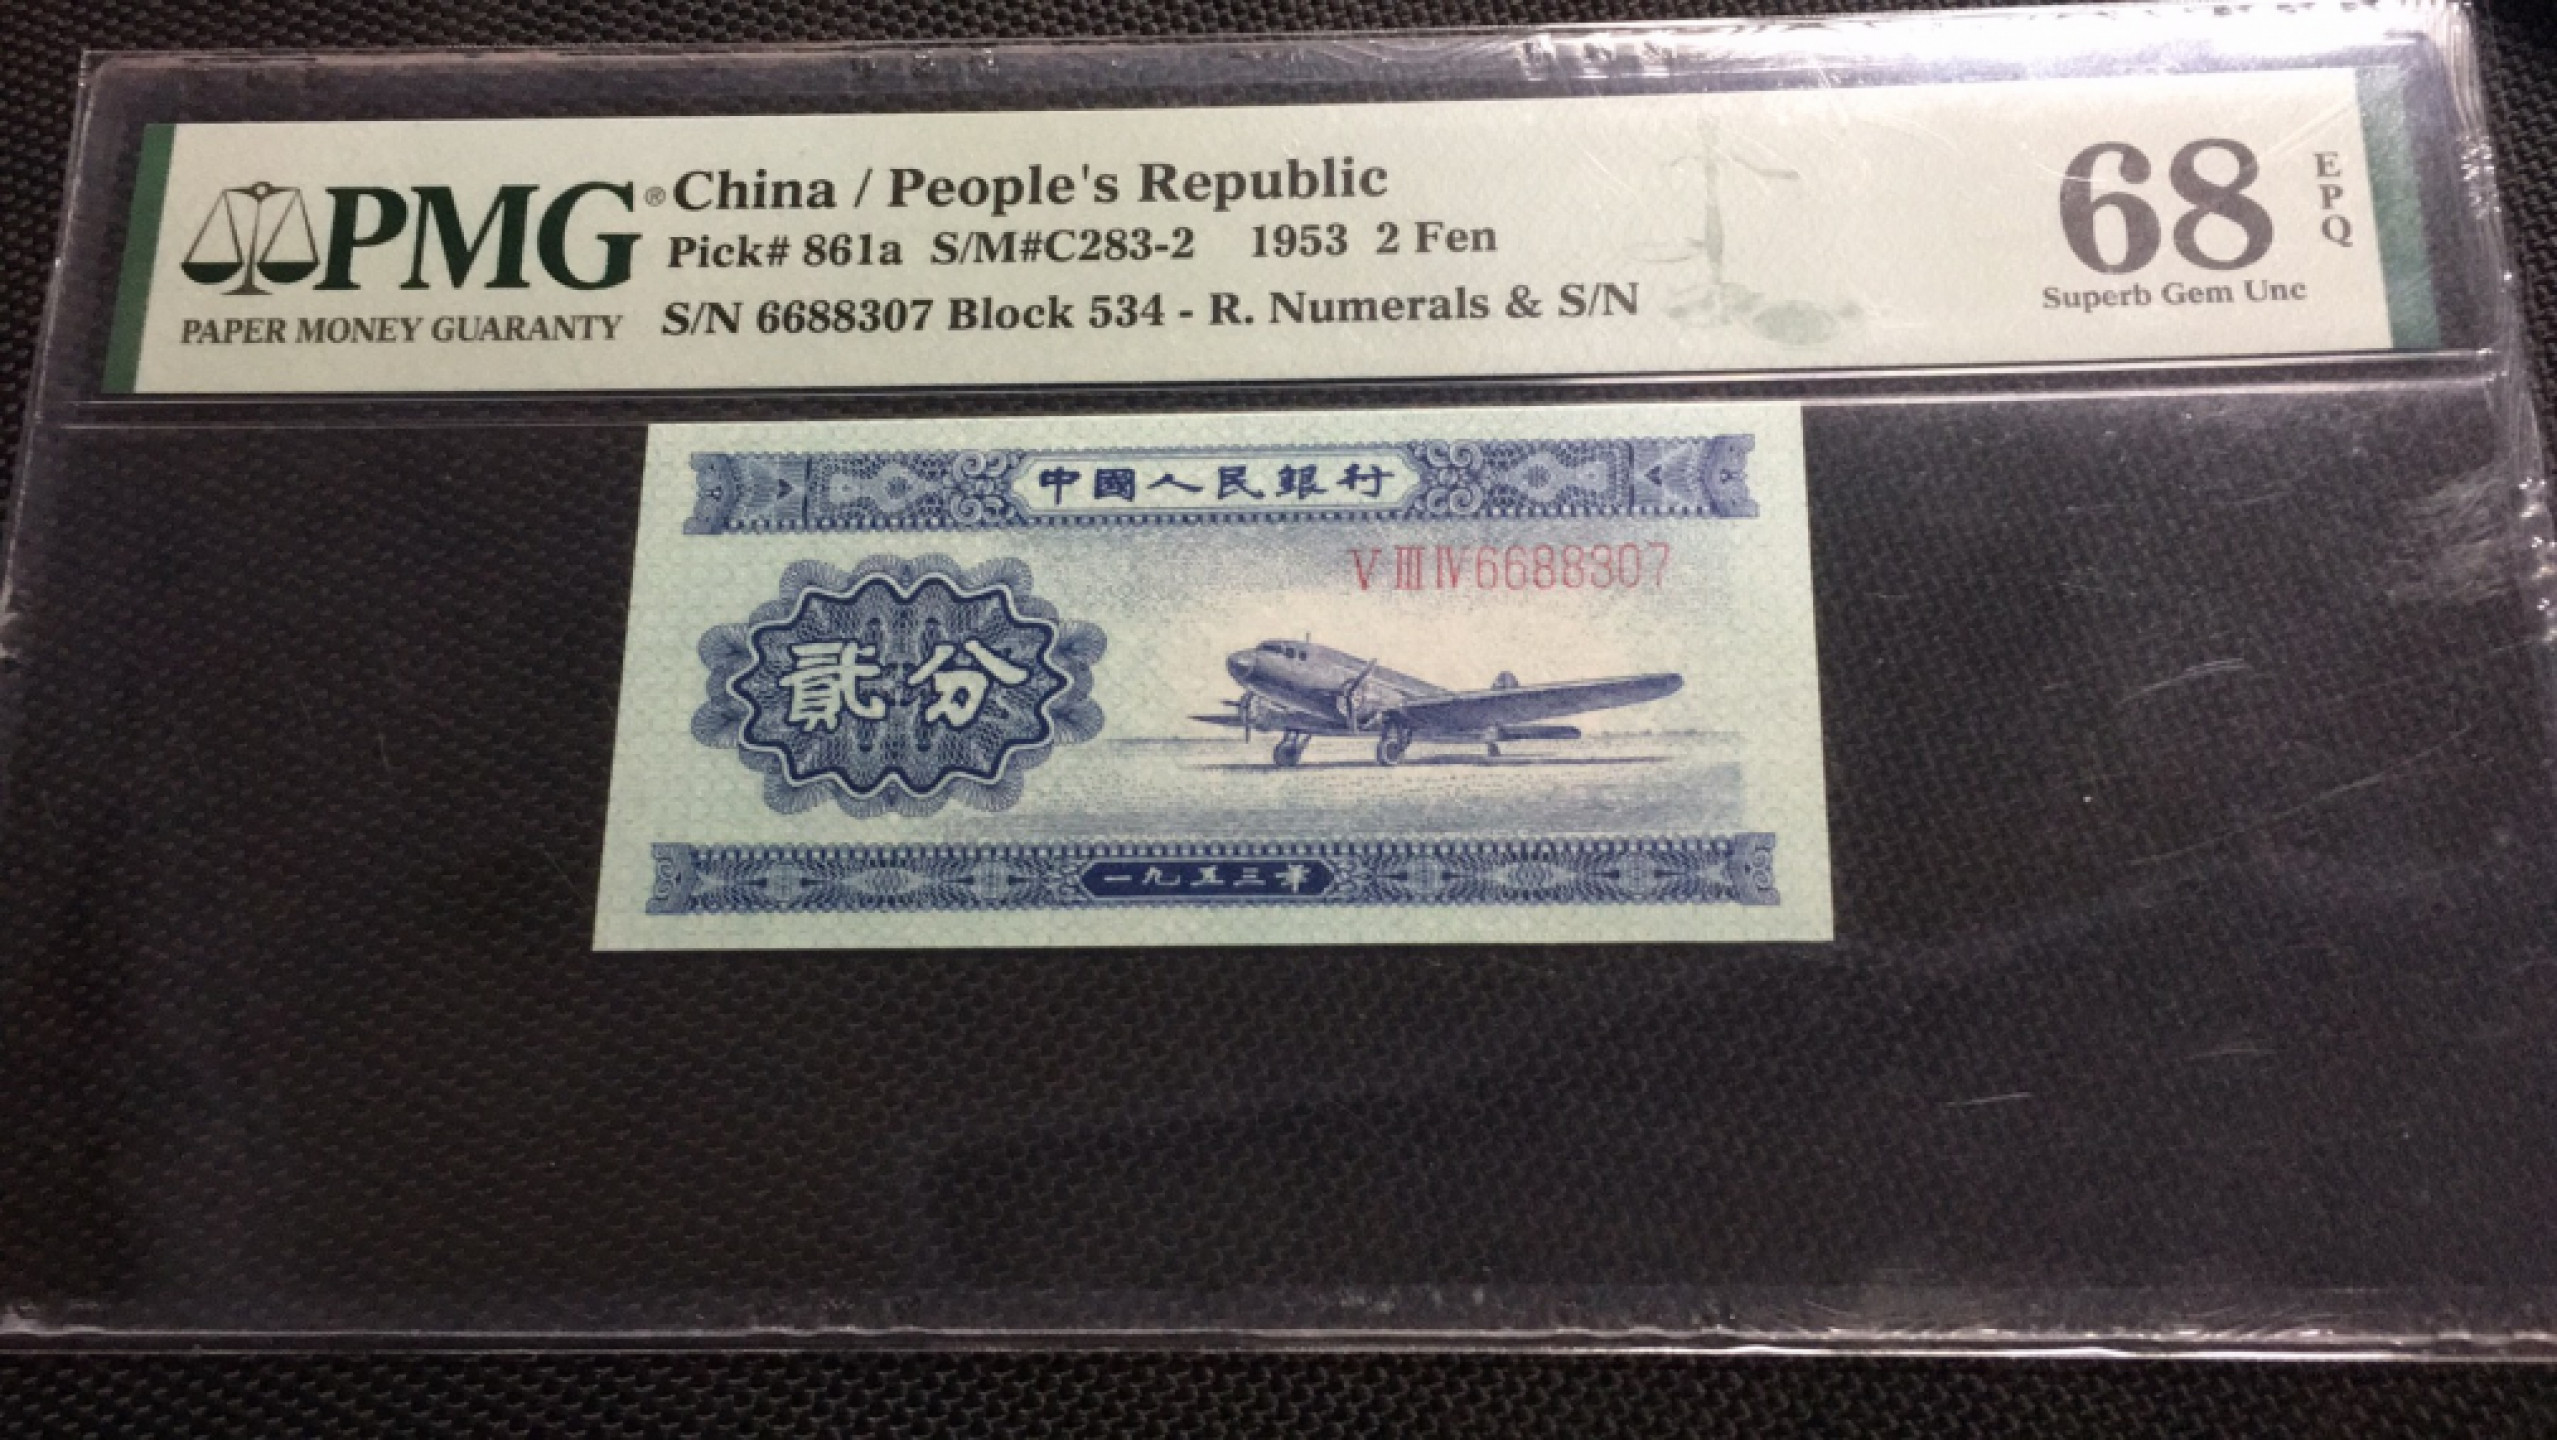 PMG®
PAPER MONEY GUARANTY
China / People's Republic
Pick# 861a S/M#C283-2 1953 2 Fen
S/N 6688307 Block 534 - R. Numerals & S/N
68
EPQ
Superb Gem Unc
中國人民銀行
V III IV 6688307
貳分
一九五三年